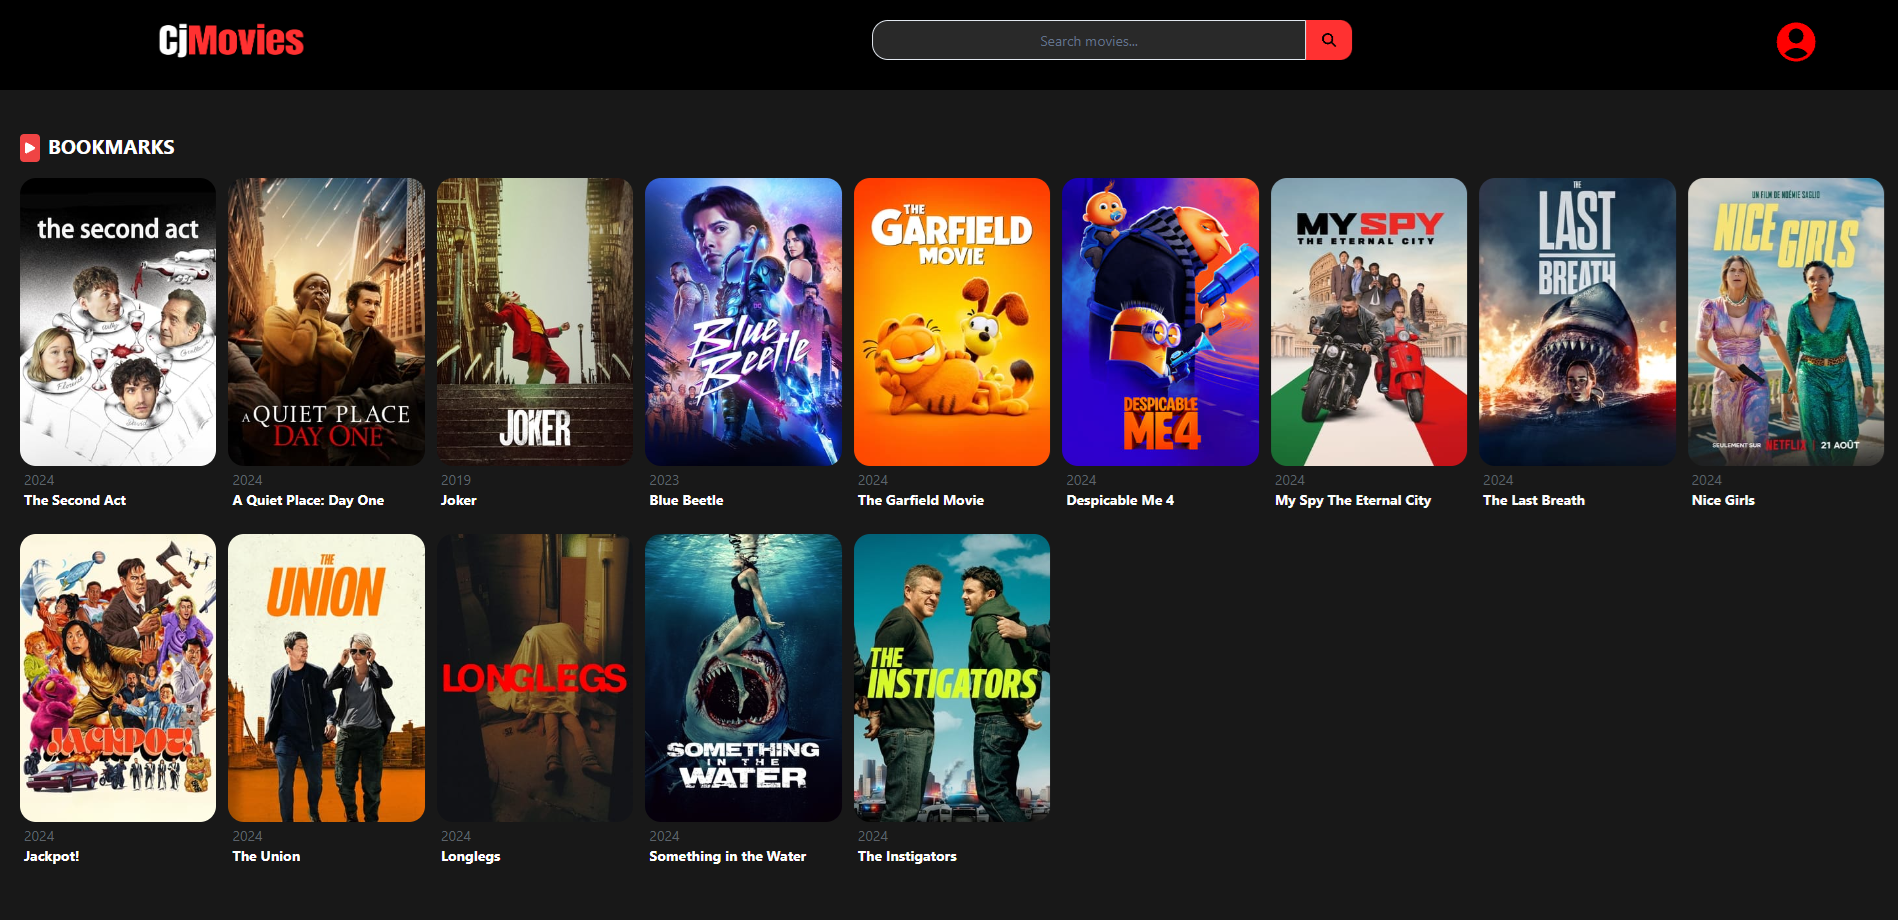 CjMovies
Search movies...
BOOKMARKS
the second act
A QUIET PLACE
DAY ONE
JOKER
DC
Blue
Beetle
THE
GARFIELD
MOVIE
DESPICABLE
ME4
MY SPY
THE ETERNAL CITY
THE
LAST
BREATH
UN FILM DE NOÉMIE SAGLIO
NICE GIRLS
SEULEMENT SUR NETFLIX | 21 AOÛT
2024
The Second Act
2024
A Quiet Place: Day One
2019
Joker
2023
Blue Beetle
2024
The Garfield Movie
2024
Despicable Me 4
2024
My Spy The Eternal City
2024
The Last Breath
2024
Nice Girls
JACKPOT!
THE
UNION
LONGLEGS
SOMETHING
IN THE
WATER
THE
INSTIGATORS
2024
Jackpot!
2024
The Union
2024
Longlegs
2024
Something in the Water
2024
The Instigators